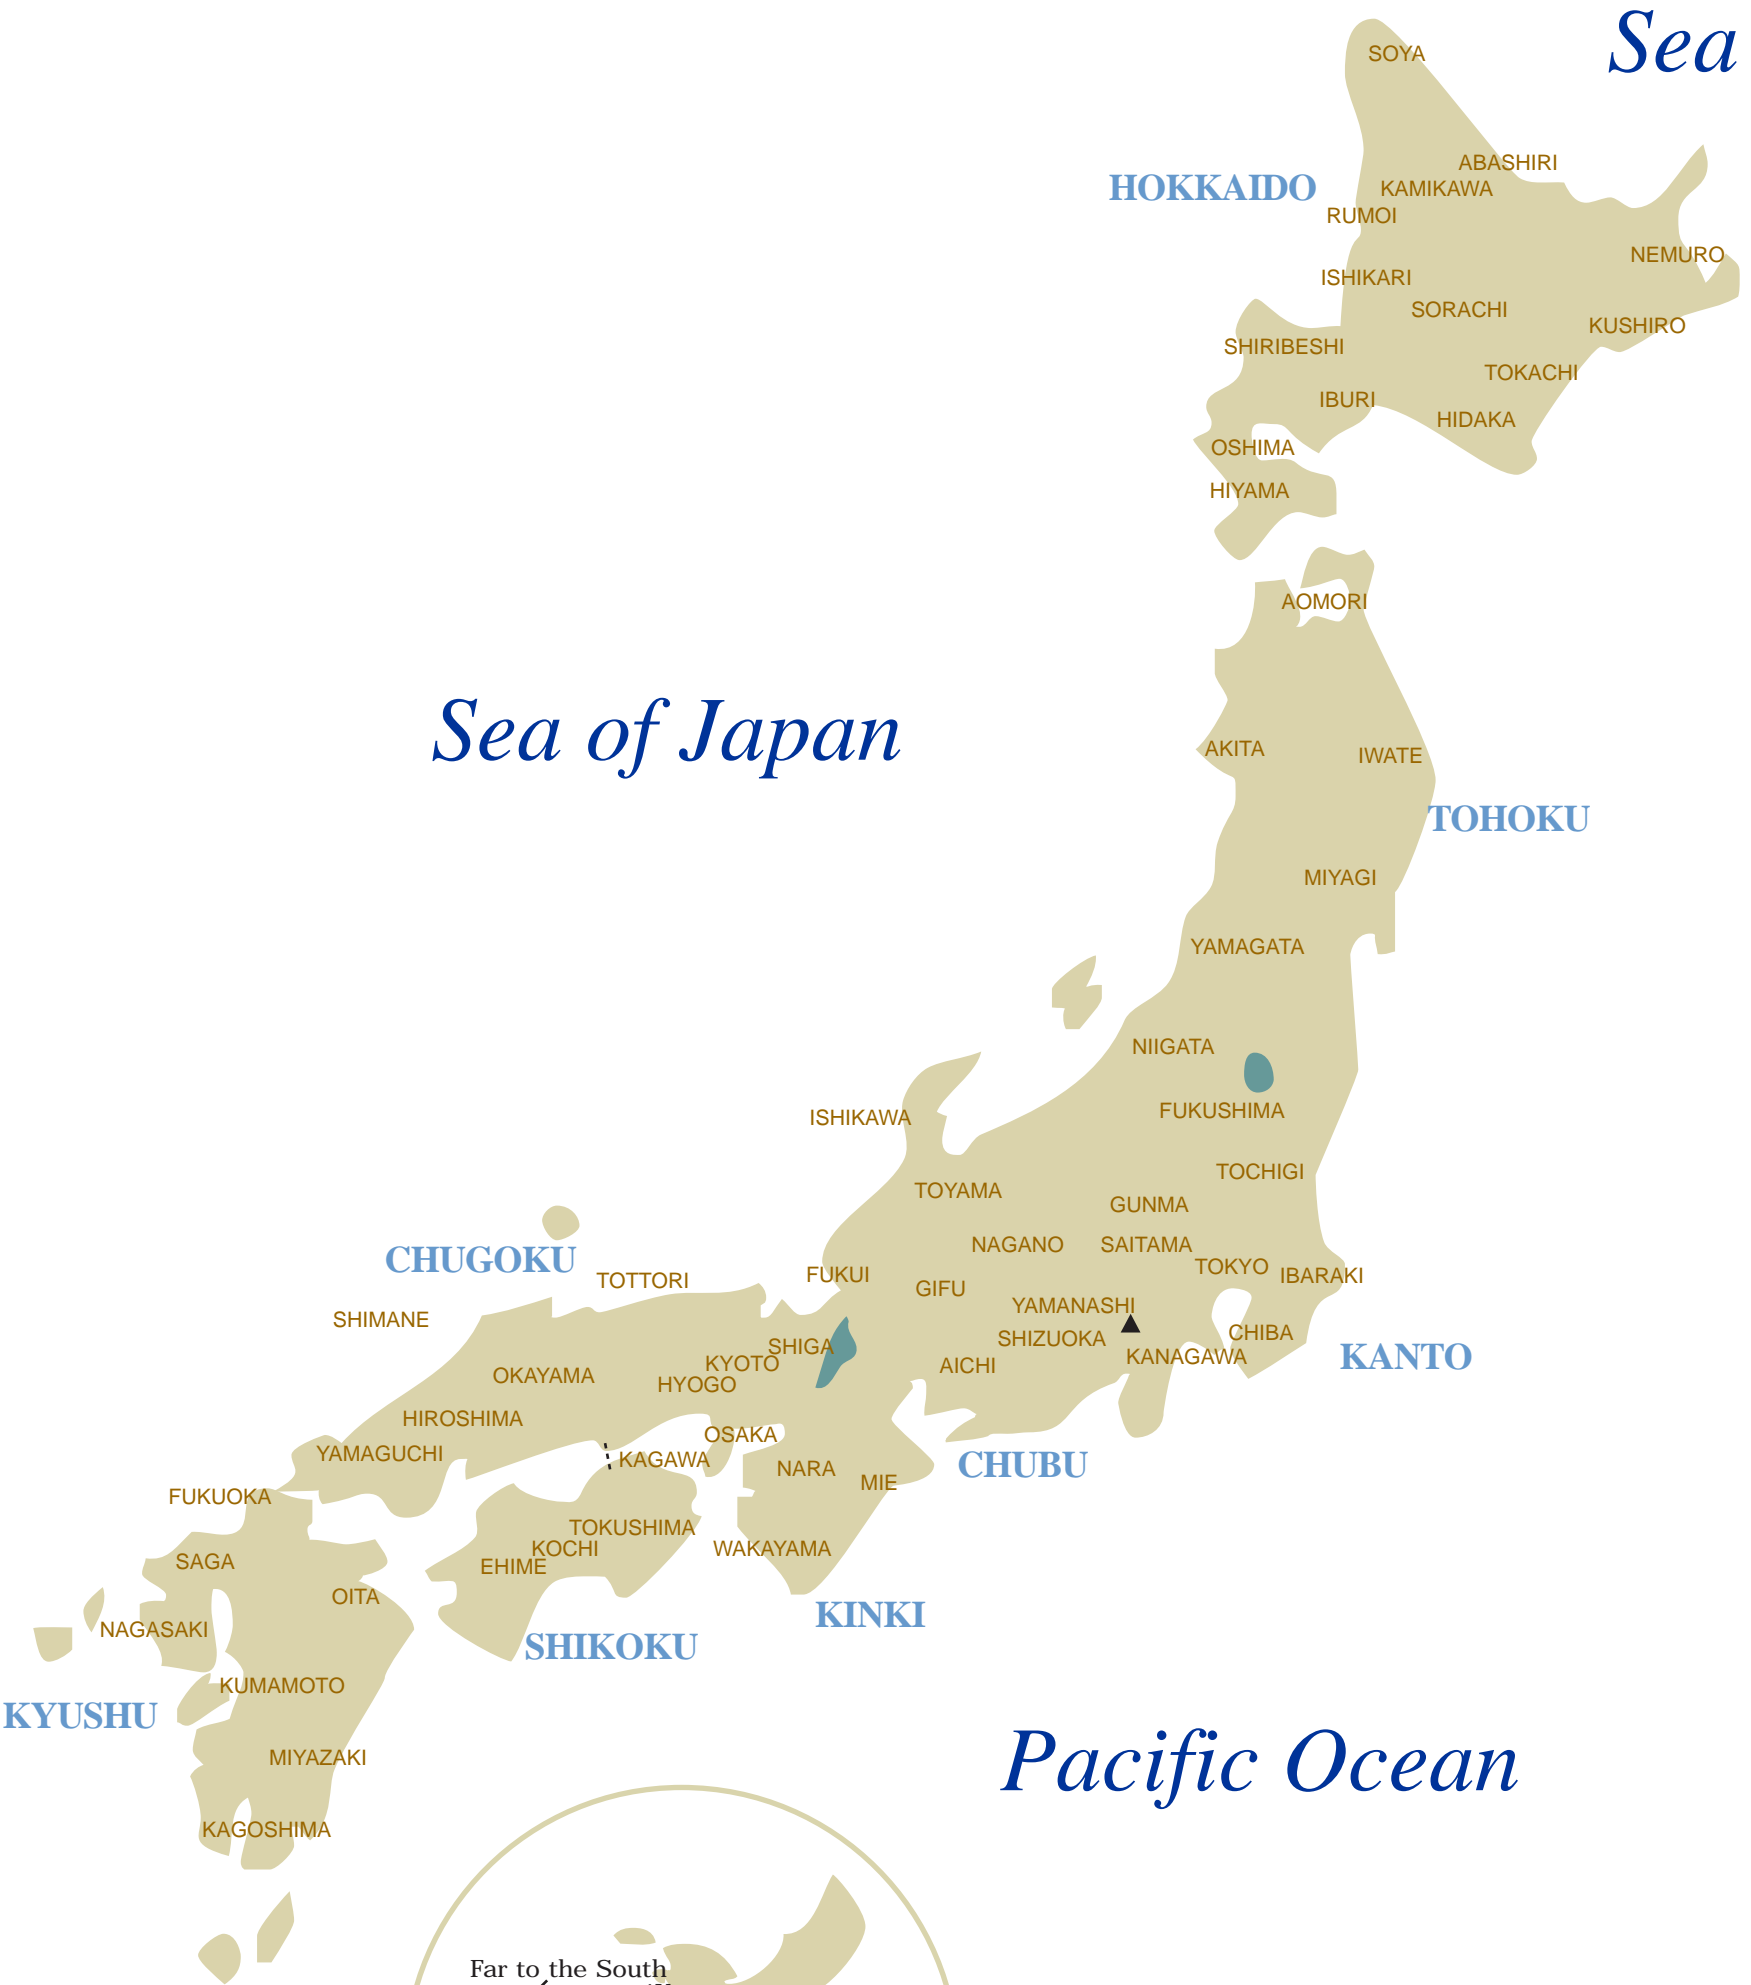 Sea
SOYA
ABASHIRI
HOKKAIDO
KAMIKAWA
RUMOI
NEMURO
ISHIKARI
SORACHI
KUSHIRO
SHIRIBESHI
TOKACHI
IBURI
HIDAKA
OSHIMA
HIYAMA
AOMORI
Sea of Japan
AKITA
IWATE
TOHOKU
MIYAGI
YAMAGATA
NIIGATA
FUKUSHIMA
ISHIKAWA
TOCHIGI
TOYAMA
GUNMA
NAGANO
SAITAMA
CHUGOKU
TOKYO
IBARAKI
FUKUI
TOTTORI
GIFU
YAMANASHI
SHIMANE
CHIBA
SHIZUOKA
SHIGA
KANAGAWA
KANTO
KYOTO
AICHI
OKAYAMA
HYOGO
HIROSHIMA
OSAKA
YAMAGUCHI
KAGAWA
CHUBU
NARA
MIE
FUKUOKA
TOKUSHIMA
KOCHI
WAKAYAMA
SAGA
EHIME
OITA
KINKI
NAGASAKI
SHIKOKU
KUMAMOTO
KYUSHU
MIYAZAKI
Pacific Ocean
KAGOSHIMA
Far to the South